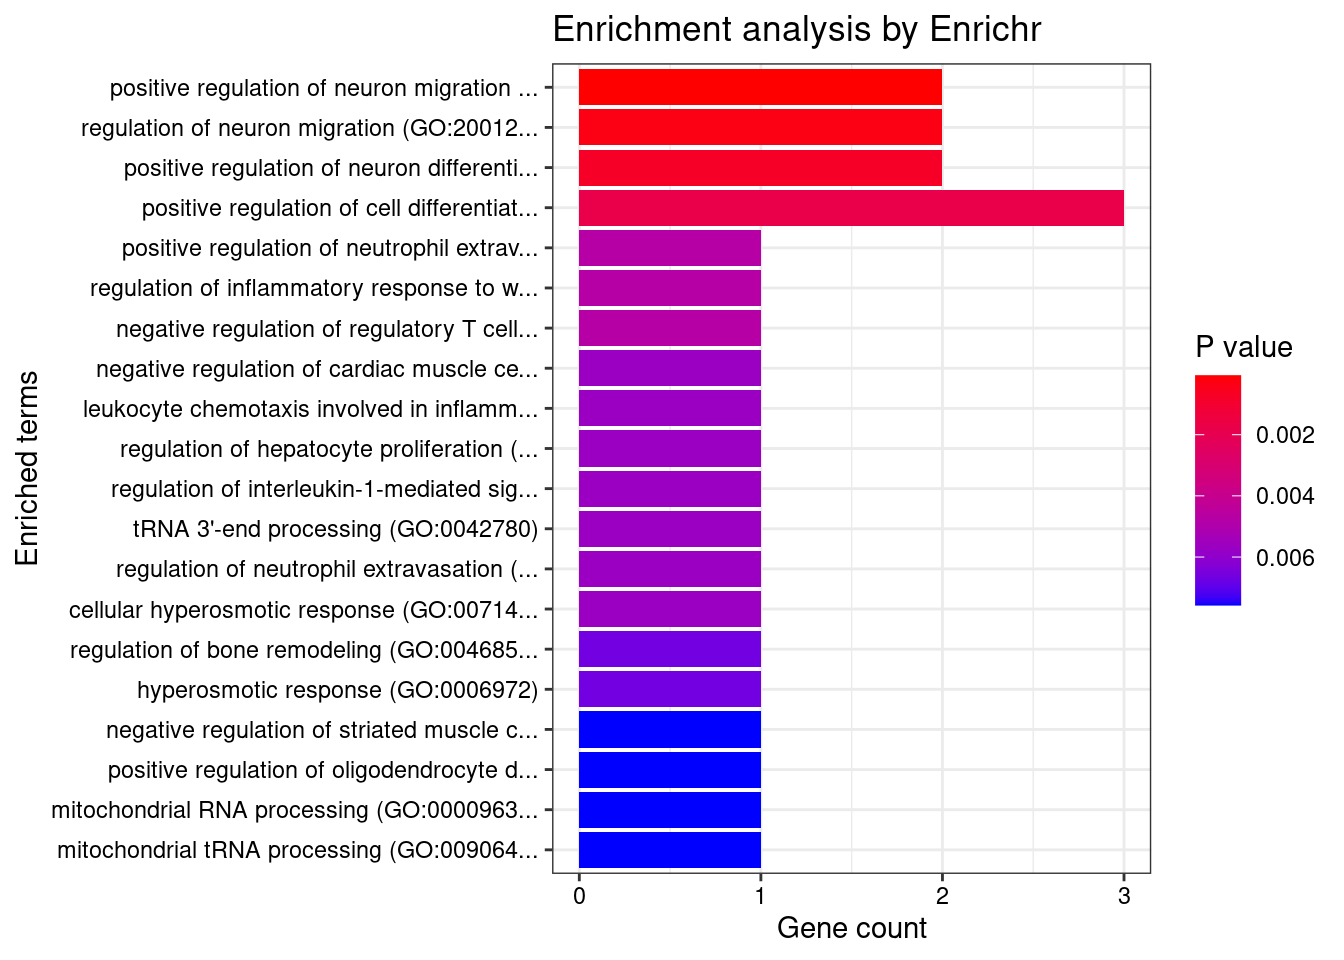 Enrichment analysis by Enrichr
positive regulation of neuron migration ...
regulation of neuron migration (GO:20012...
positive regulation of neuron differenti...
positive regulation of cell differentiat...
positive regulation of neutrophil extrav...
regulation of inflammatory response to w...
negative regulation of regulatory T cell...
negative regulation of cardiac muscle ce...
leukocyte chemotaxis involved in inflamm...
regulation of hepatocyte proliferation (...
regulation of interleukin-1-mediated sig...
tRNA 3'-end processing (GO:0042780)
regulation of neutrophil extravasation (...
cellular hyperosmotic response (GO:00714...
regulation of bone remodeling (GO:004685...
hyperosmotic response (GO:0006972)
negative regulation of striated muscle c...
positive regulation of oligodendrocyte d...
mitochondrial RNA processing (GO:0000963...
mitochondrial tRNA processing (GO:009064...
Enriched terms
0 1 2 3
Gene count
P value
0.002
0.004
0.006